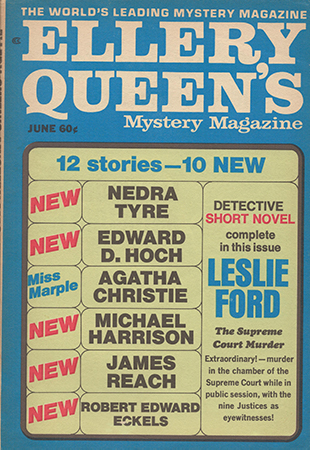 THE WORLD'S LEADING MYSTERY MAGAZINE
ELLERY
QUEEN'S
JUNE 60¢
Mystery Magazine
12 stories—10 NEW
NEW
NEDRA
TYRE
NEW
EDWARD
D. HOCH
Miss
Marple
AGATHA
CHRISTIE
NEW
MICHAEL
HARRISON
NEW
JAMES
REACH
NEW
ROBERT EDWARD
ECKELS
DETECTIVE
SHORT NOVEL
complete
in this issue
LESLIE
FORD
The Supreme
Court Murder
Extraordinary!—murder
in the chamber of the
Supreme Court while in
public session, with the
nine Justices as
eyewitnesses!